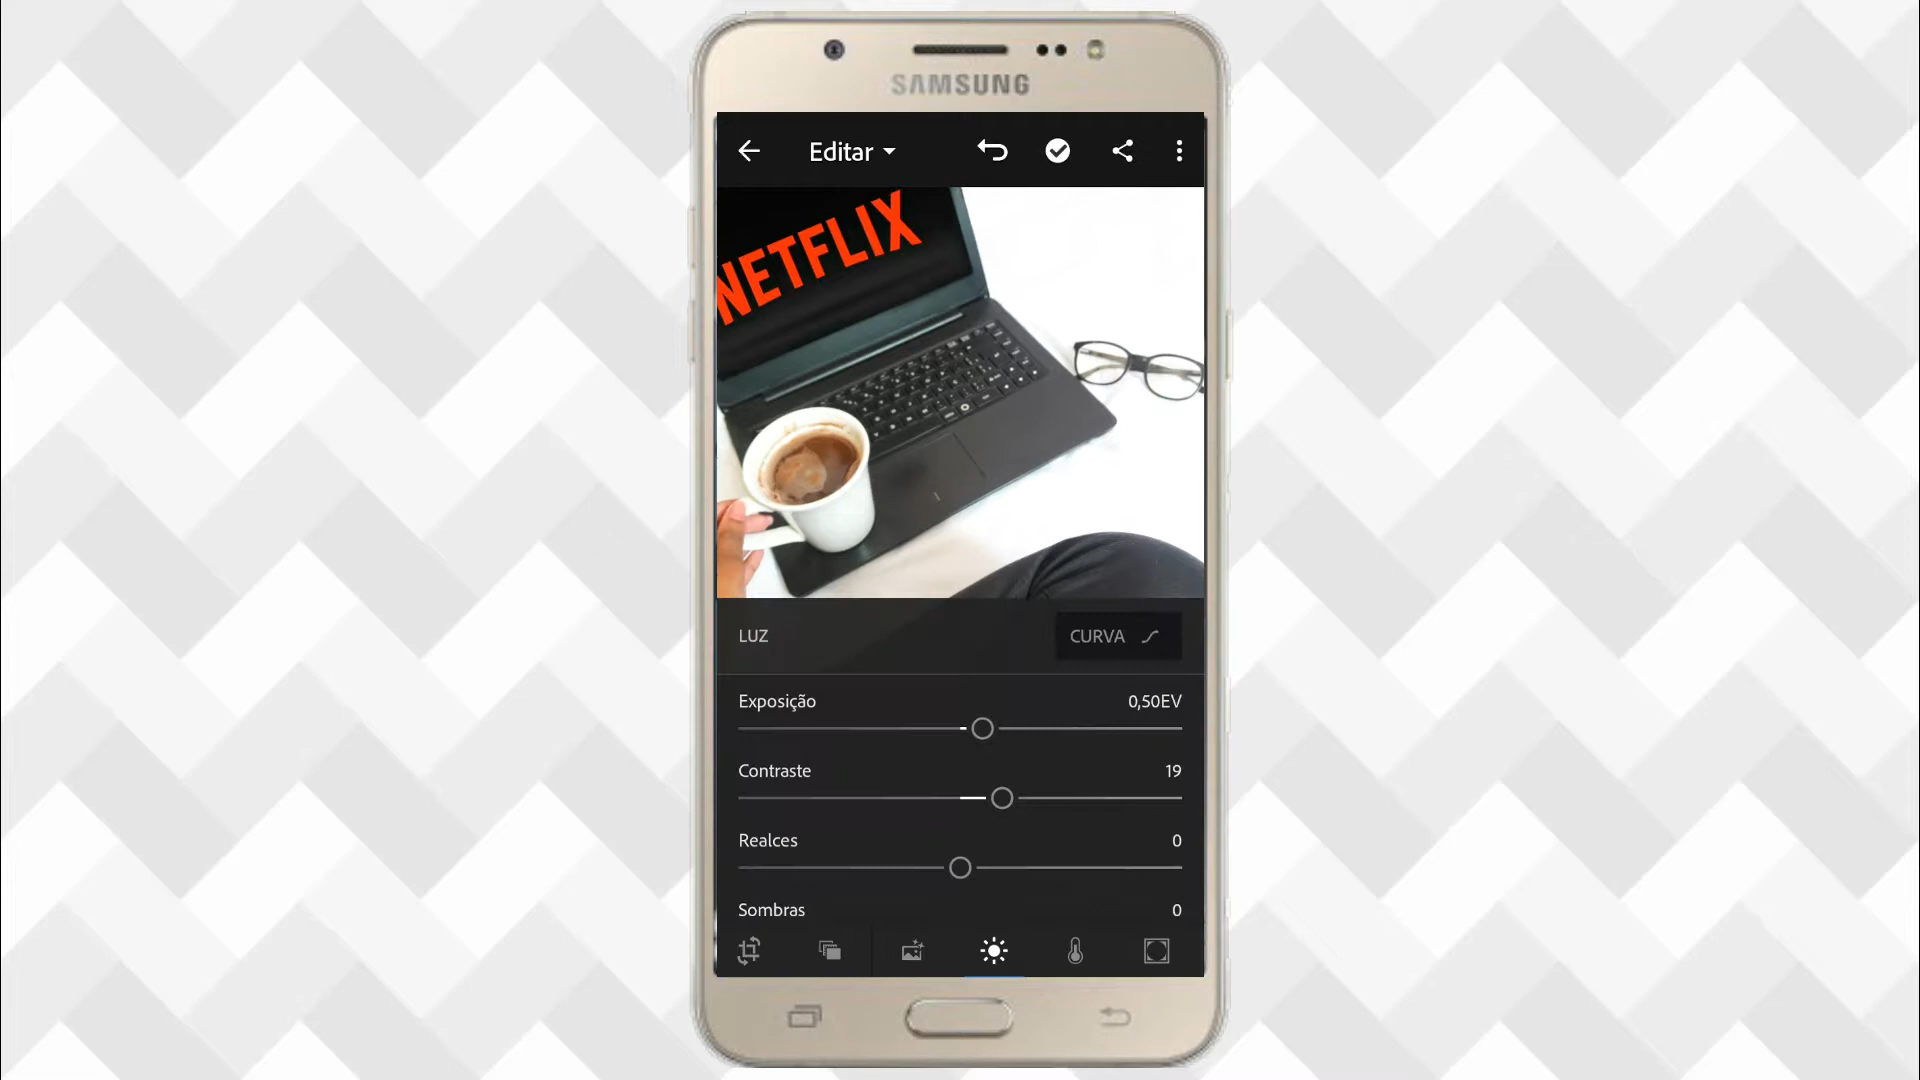 SAMSUNG
Editar
NETFLIX
LUZ
CURVA
Exposição 0,50EV
Contraste 19
Realces 0
Sombras 0